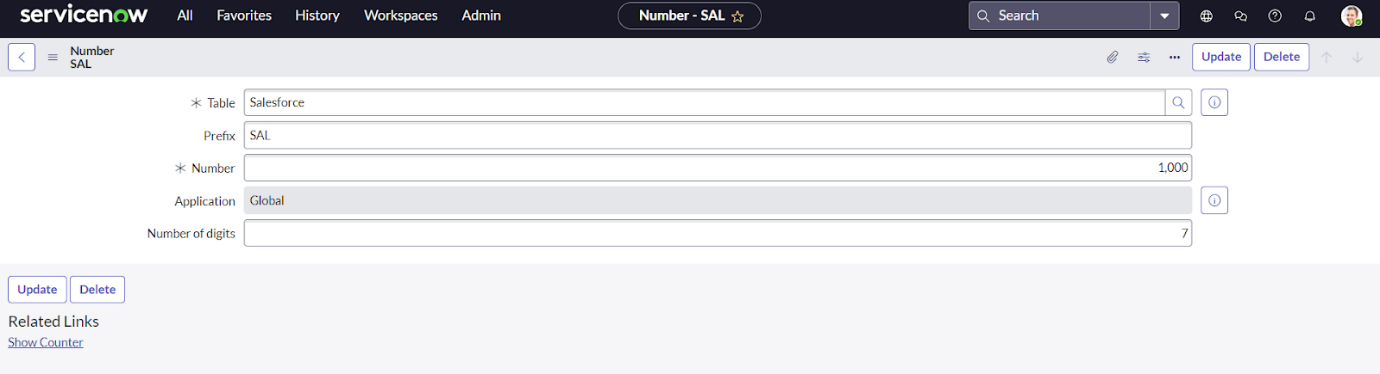 servicenow All Favorites History Workspaces Admin Number - SAL Search
Number
SAL
Update Delete
Table Salesforce
Prefix SAL
Number 1,000
Application Global
Number of digits 7
Update Delete
Related Links
Show Counter